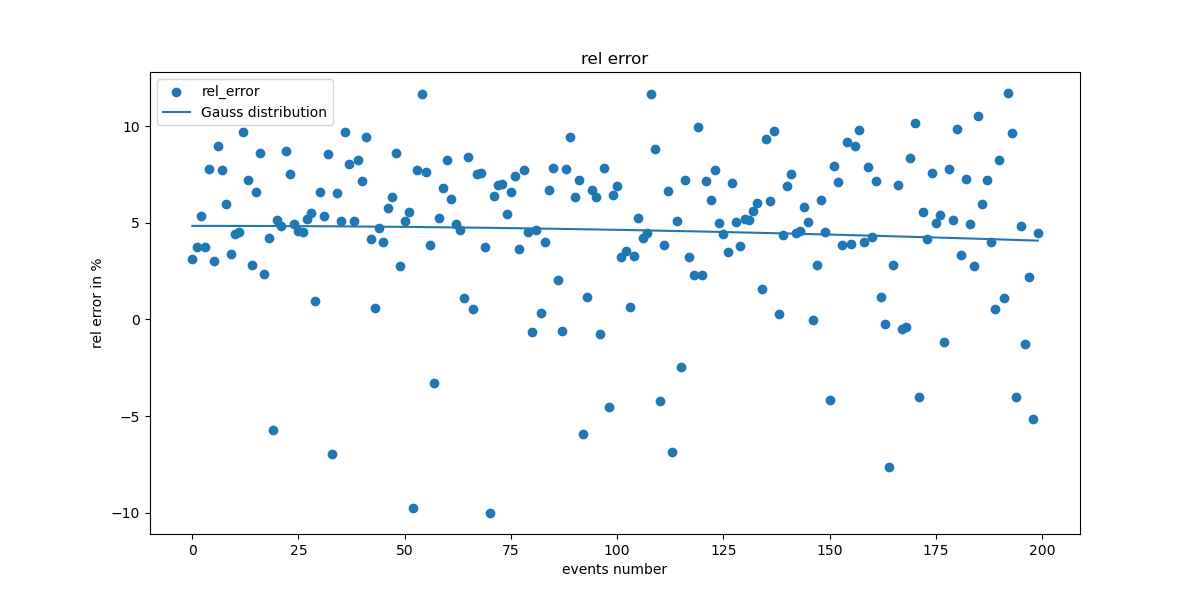 rel error
rel_error
Gauss distribution
rel error in %
10
5
0
−5
−10
0 25 50 75 100 125 150 175 200
events number